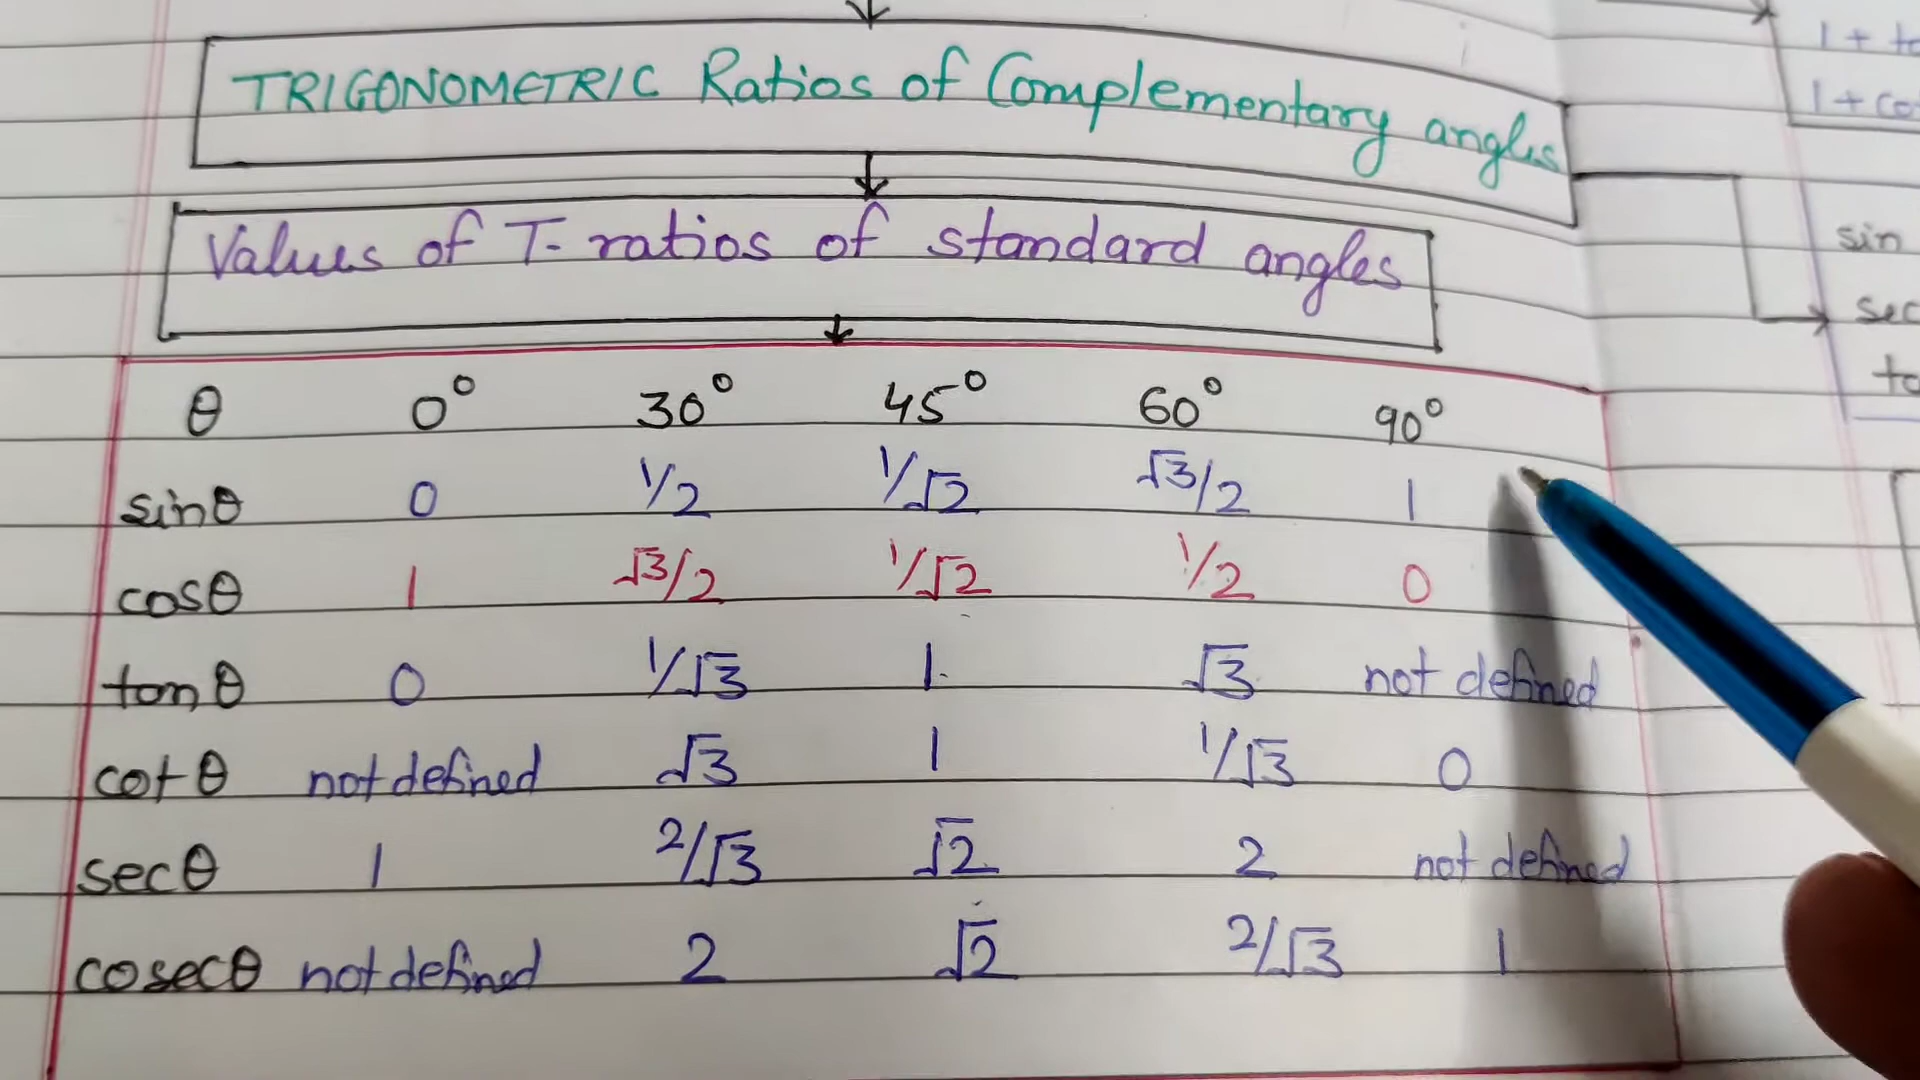 TRIGONOMETRIC Ratios of Complementary angles
Values of T-ratios of standard angles
θ 0° 30° 45° 60° 90°
sinθ 0 1/2 1/√2 √3/2 1
cosθ 1 √3/2 1/√2 1/2 0
tanθ 0 1/√3 1 √3 not defined
cotθ not defined √3 1 1/√3 0
secθ 1 2/√3 √2 2 not defined
cosecθ not defined 2 √2 2/√3 1
1 +
1 +
sin
sec